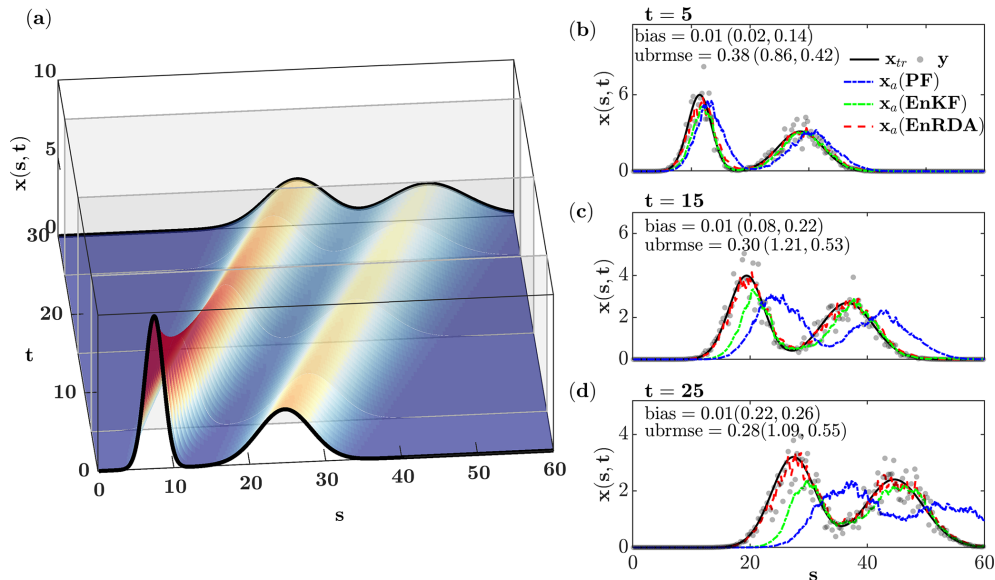 (a)
10
5
0
x(s, t)
30
20
10
0
t
0
10
20
30
40
50
60
s
(b)
t = 5
bias = 0.01 (0.02, 0.14)
ubrmse = 0.38 (0.86, 0.42)
x_tr y
x_a(PF)
x_a(EnKF)
x_a(EnRDA)
x(s, t)
6
0
(c)
t = 15
bias = 0.01 (0.08, 0.22)
ubrmse = 0.30 (1.21, 0.53)
x(s, t)
6
4
2
0
(d)
t = 25
bias = 0.01(0.22, 0.26)
ubrmse = 0.28(1.09, 0.55)
x(s, t)
4
2
0
0
20
40
60
s